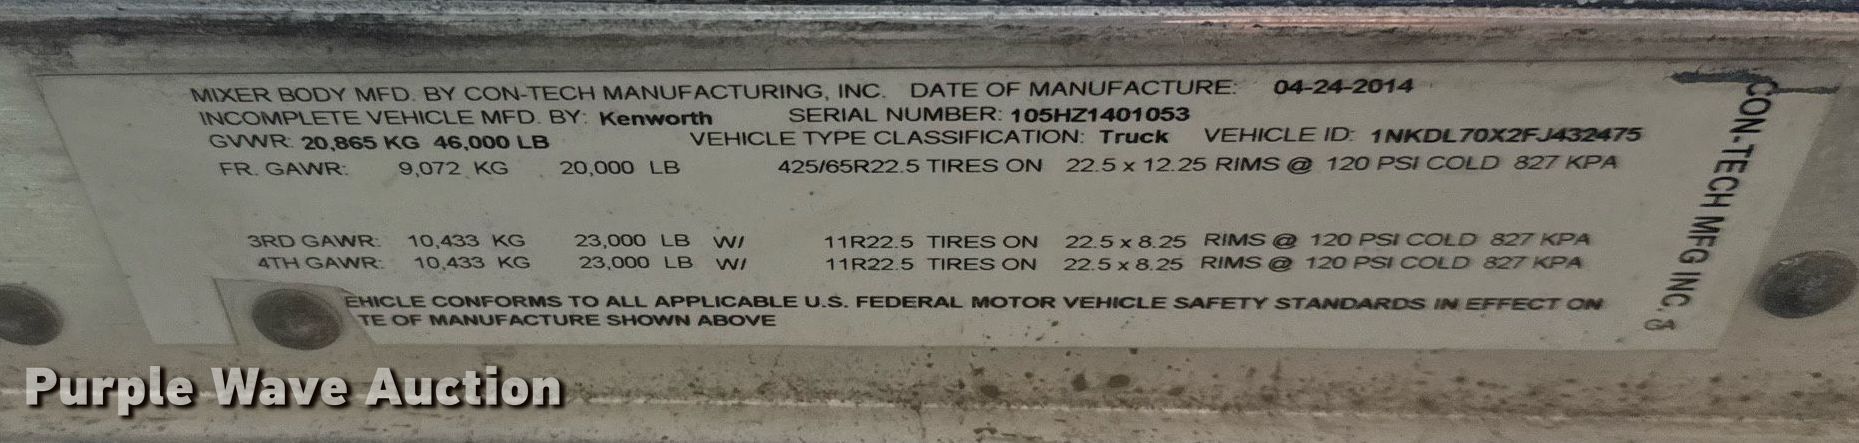 MIXER BODY MFD. BY CON-TECH MANUFACTURING, INC. DATE OF MANUFACTURE: 04-24-2014
INCOMPLETE VEHICLE MFD. BY: Kenworth SERIAL NUMBER: 105HZ1401053
GVWR: 20,865 KG 46,000 LB VEHICLE TYPE CLASSIFICATION: Truck VEHICLE ID: 1NKDL70X2FJ432475
FR. GAWR: 9,072 KG 20,000 LB 425/65R22.5 TIRES ON 22.5 x 12.25 RIMS @ 120 PSI COLD 827 KPA
3RD GAWR: 10,433 KG 23,000 LB W/ 11R22.5 TIRES ON 22.5 x 8.25 RIMS @ 120 PSI COLD 827 KPA
4TH GAWR: 10,433 KG 23,000 LB W/ 11R22.5 TIRES ON 22.5 x 8.25 RIMS @ 120 PSI COLD 827 KPA
EHICLE CONFORMS TO ALL APPLICABLE U.S. FEDERAL MOTOR VEHICLE SAFETY STANDARDS IN EFFECT ON
TE OF MANUFACTURE SHOWN ABOVE
CON-TECH MFG INC.
GA
Purple Wave Auction